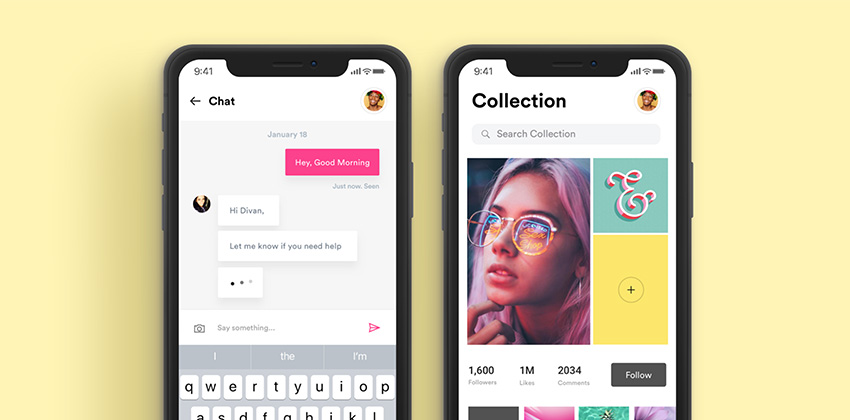 9:41
Chat
January 18
Hey, Good Morning
Just now. Seen
Hi Divan,
Let me know if you need help
Say something...
I the I'm
q w e r t y u i o p
a s d f g h j k l
9:41
Collection
Search Collection
&
+
1,600 1M 2034
Followers Likes Comments
Follow